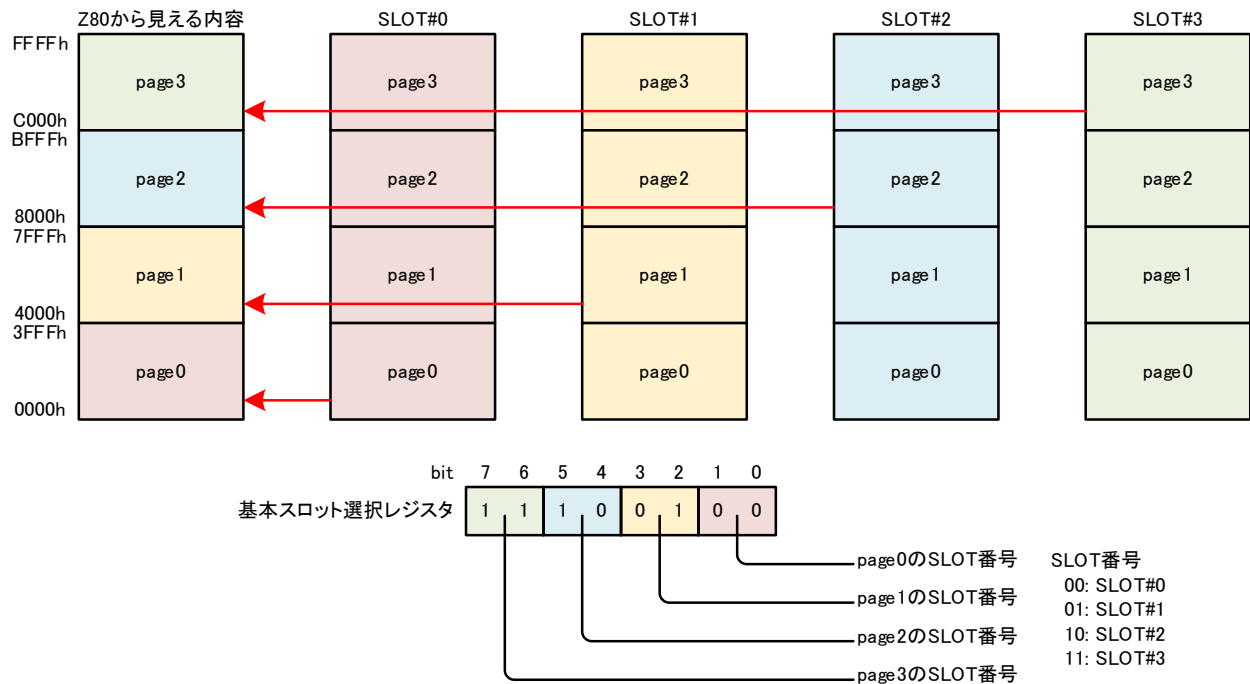 Z80から見える内容 SLOT#0 SLOT#1 SLOT#2 SLOT#3
FFFFh
page3 page3 page3 page3 page3
C000h
BFFFh
page2 page2 page2 page2 page2
8000h
7FFFh
page1 page1 page1 page1 page1
4000h
3FFFh
page0 page0 page0 page0 page0
0000h
bit 7 6 5 4 3 2 1 0
基本スロット選択レジスタ 1 1 1 0 0 1 0 0
page0のSLOT番号 SLOT番号
00: SLOT#0
page1のSLOT番号 01: SLOT#1
page2のSLOT番号 10: SLOT#2
11: SLOT#3
page3のSLOT番号